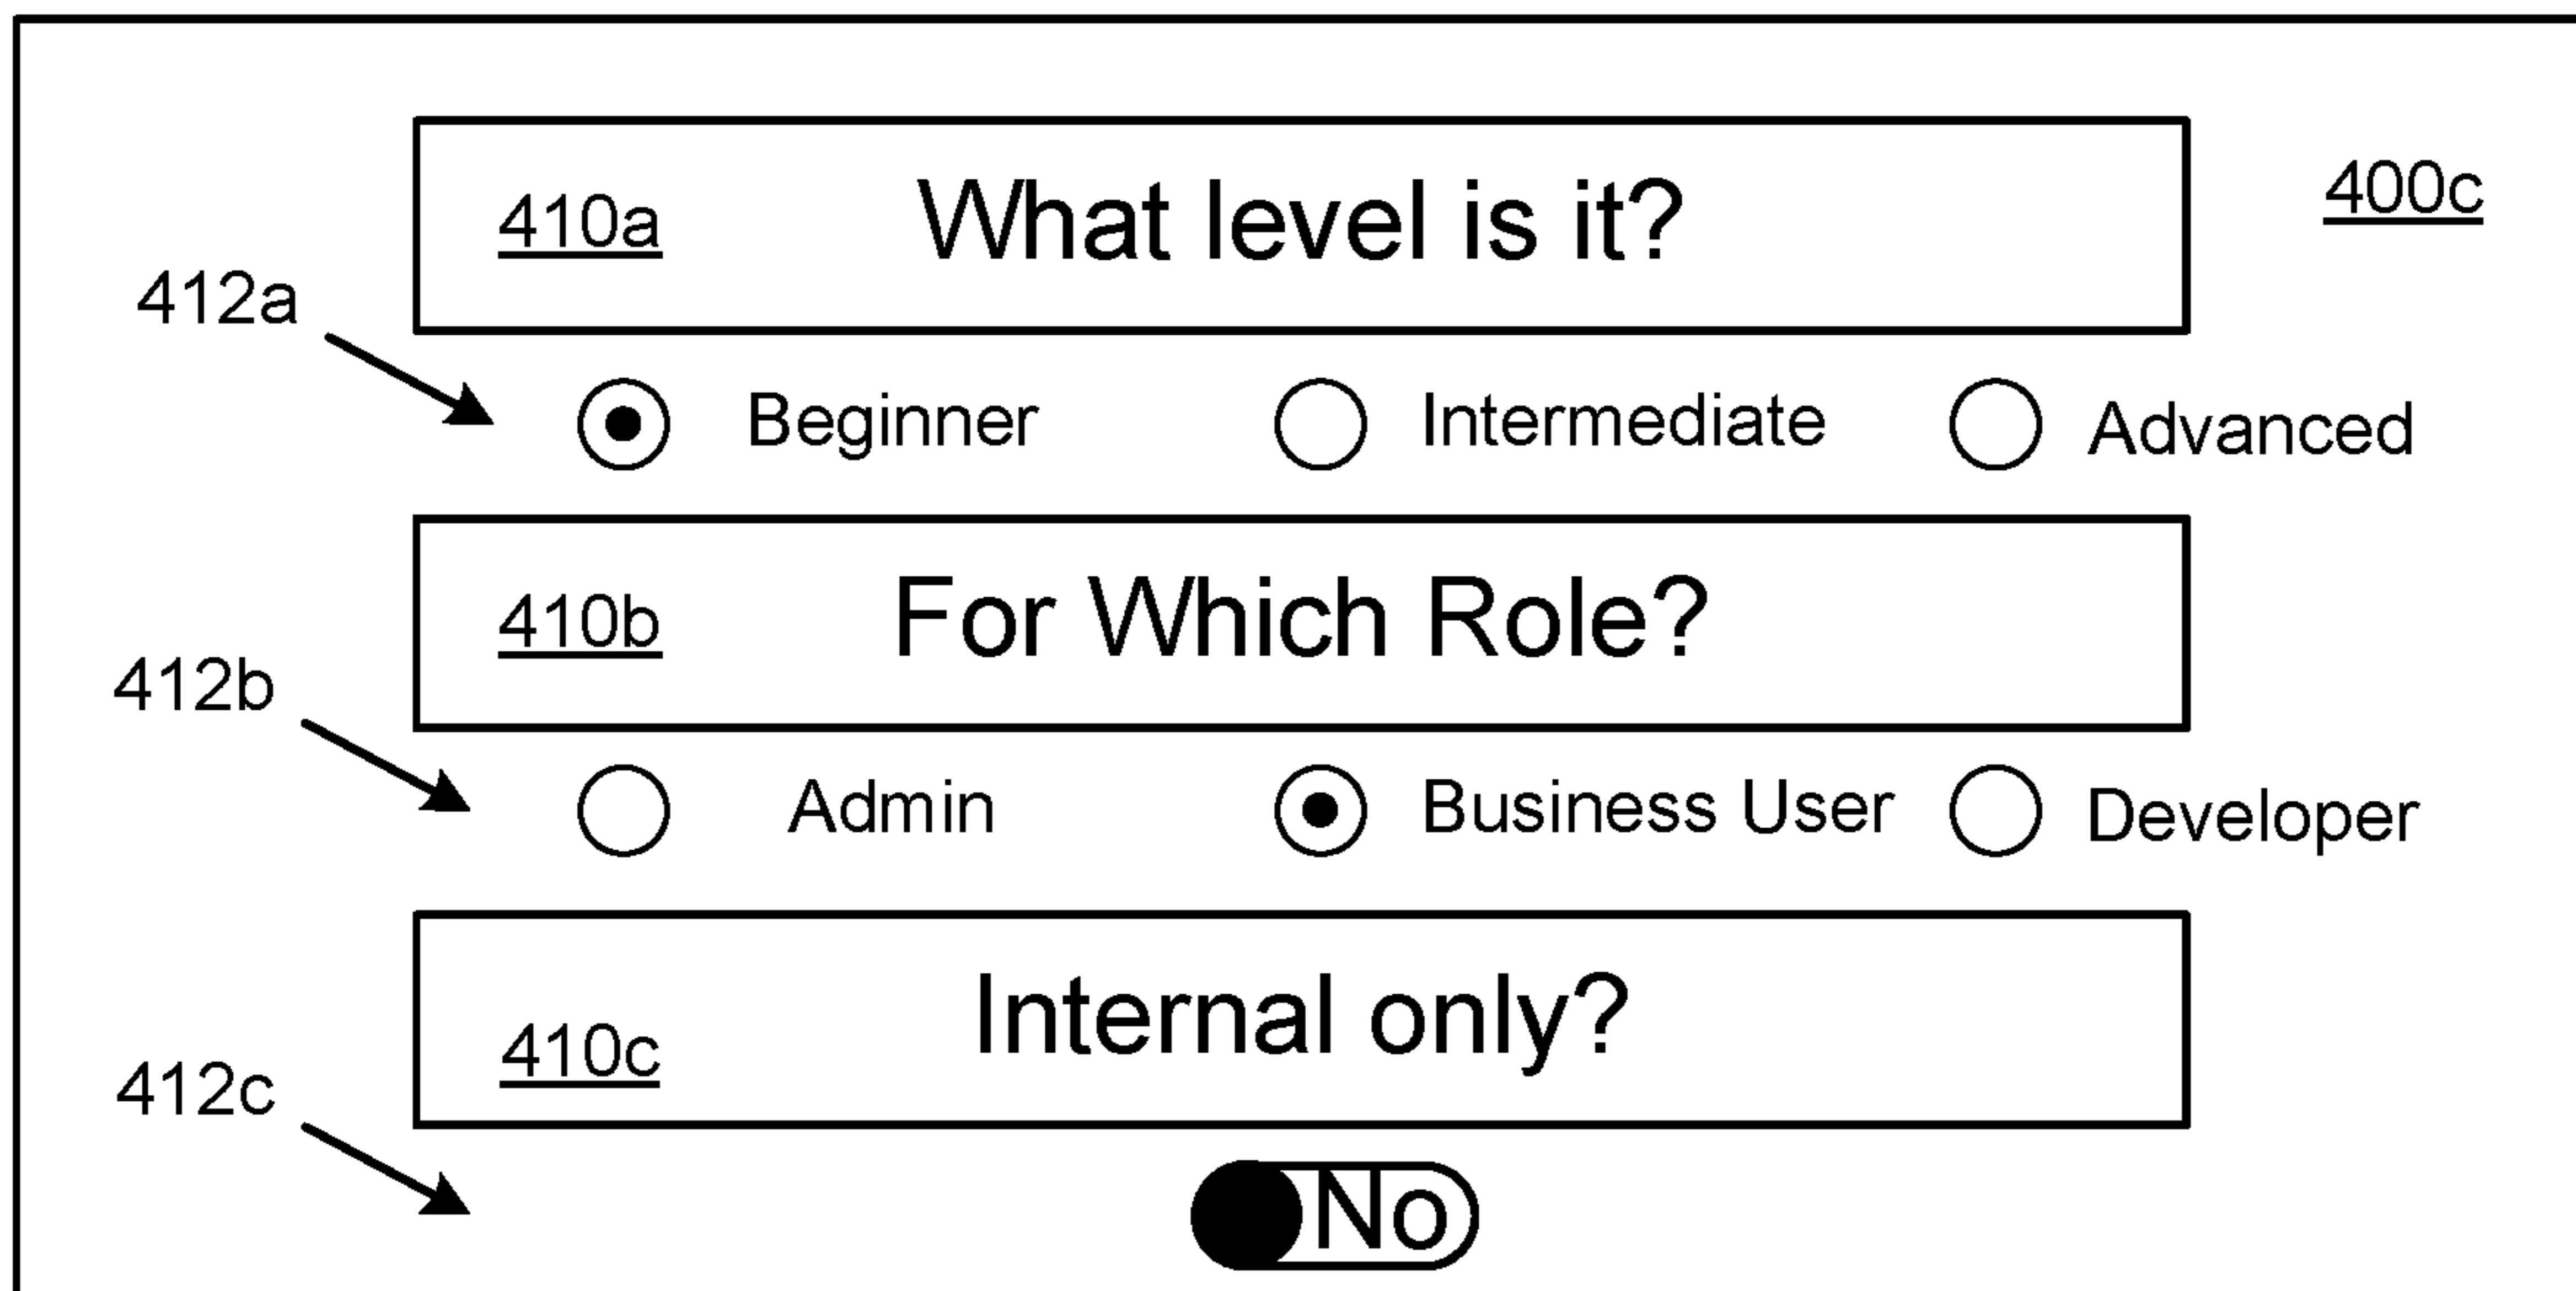 410a What level is it? 400c
412a
Beginner Intermediate Advanced
410b For Which Role?
412b
Admin Business User Developer
410c Internal only?
412c
No